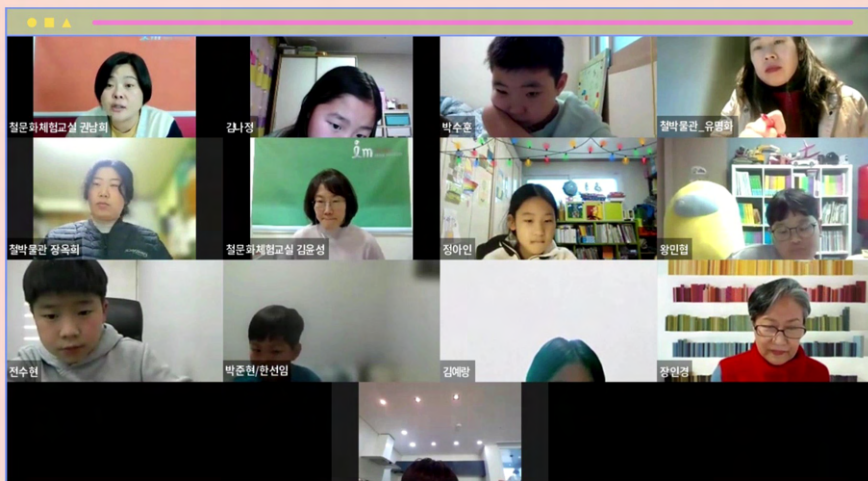 철문화체험교실 권남희
김나정
박수훈
철박물관_유명화
철박물관 장옥희
철문화체험교실 김윤성
정아인
왕민협
전수현
박준현/한선임
김예랑
장인경